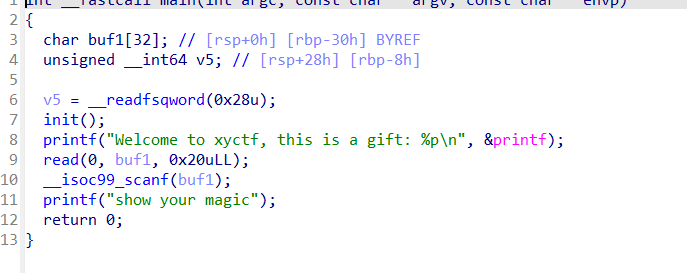 1 int __fastcall main(int argc, const char **argv, const char **envp)
2 {
3 char buf1[32]; // [rsp+0h] [rbp-30h] BYREF
4 unsigned __int64 v5; // [rsp+28h] [rbp-8h]
5
6 v5 = __readfsqword(0x28u);
7 init();
8 printf("Welcome to xyctf, this is a gift: %p\n", &printf);
9 read(0, buf1, 0x20uLL);
10 __isoc99_scanf(buf1);
11 printf("show your magic");
12 return 0;
13 }